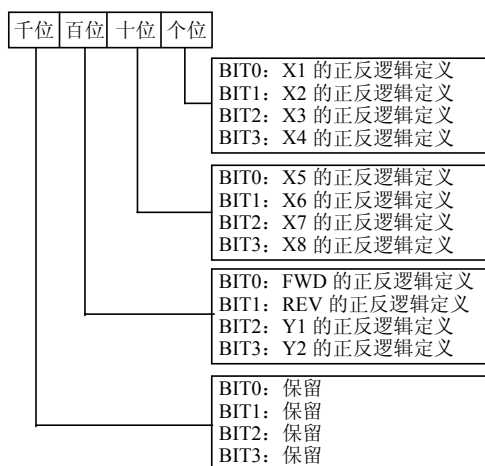 千位 百位 十位 个位
BIT0：X1 的正反逻辑定义
BIT1：X2 的正反逻辑定义
BIT2：X3 的正反逻辑定义
BIT3：X4 的正反逻辑定义
BIT0：X5 的正反逻辑定义
BIT1：X6 的正反逻辑定义
BIT2：X7 的正反逻辑定义
BIT3：X8 的正反逻辑定义
BIT0：FWD 的正反逻辑定义
BIT1：REV 的正反逻辑定义
BIT2：Y1 的正反逻辑定义
BIT3：Y2 的正反逻辑定义
BIT0：保留
BIT1：保留
BIT2：保留
BIT3：保留